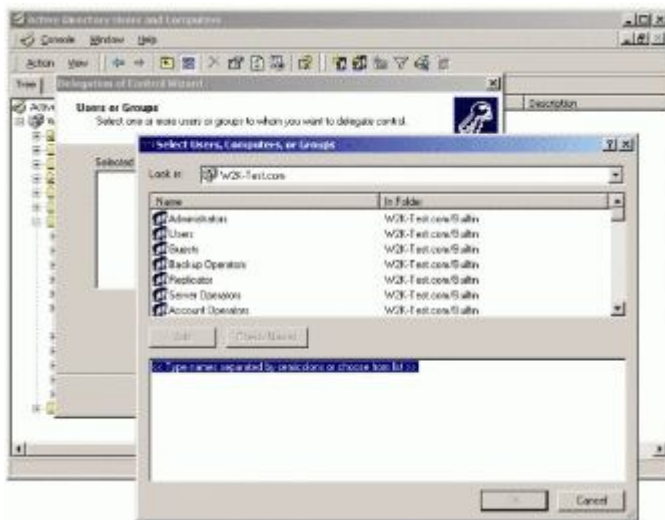 Active Directory Users and Computers
Console Window Help
Action View
Tree
Delegation of Control Wizard
Users or Groups
Select one or more users or groups to whom you want to delegate control.
Description
Selected
Select Users, Computers, or Groups
Look in: W2K-Test.com
Name In Folder
Administrators W2K-Test.com/Builtin
Users W2K-Test.com/Builtin
Guests W2K-Test.com/Builtin
Backup Operators W2K-Test.com/Builtin
Replicator W2K-Test.com/Builtin
Server Operators W2K-Test.com/Builtin
Account Operators W2K-Test.com/Builtin
Add Check Names
<< Type names separated by semicolons or choose from list >>
OK Cancel